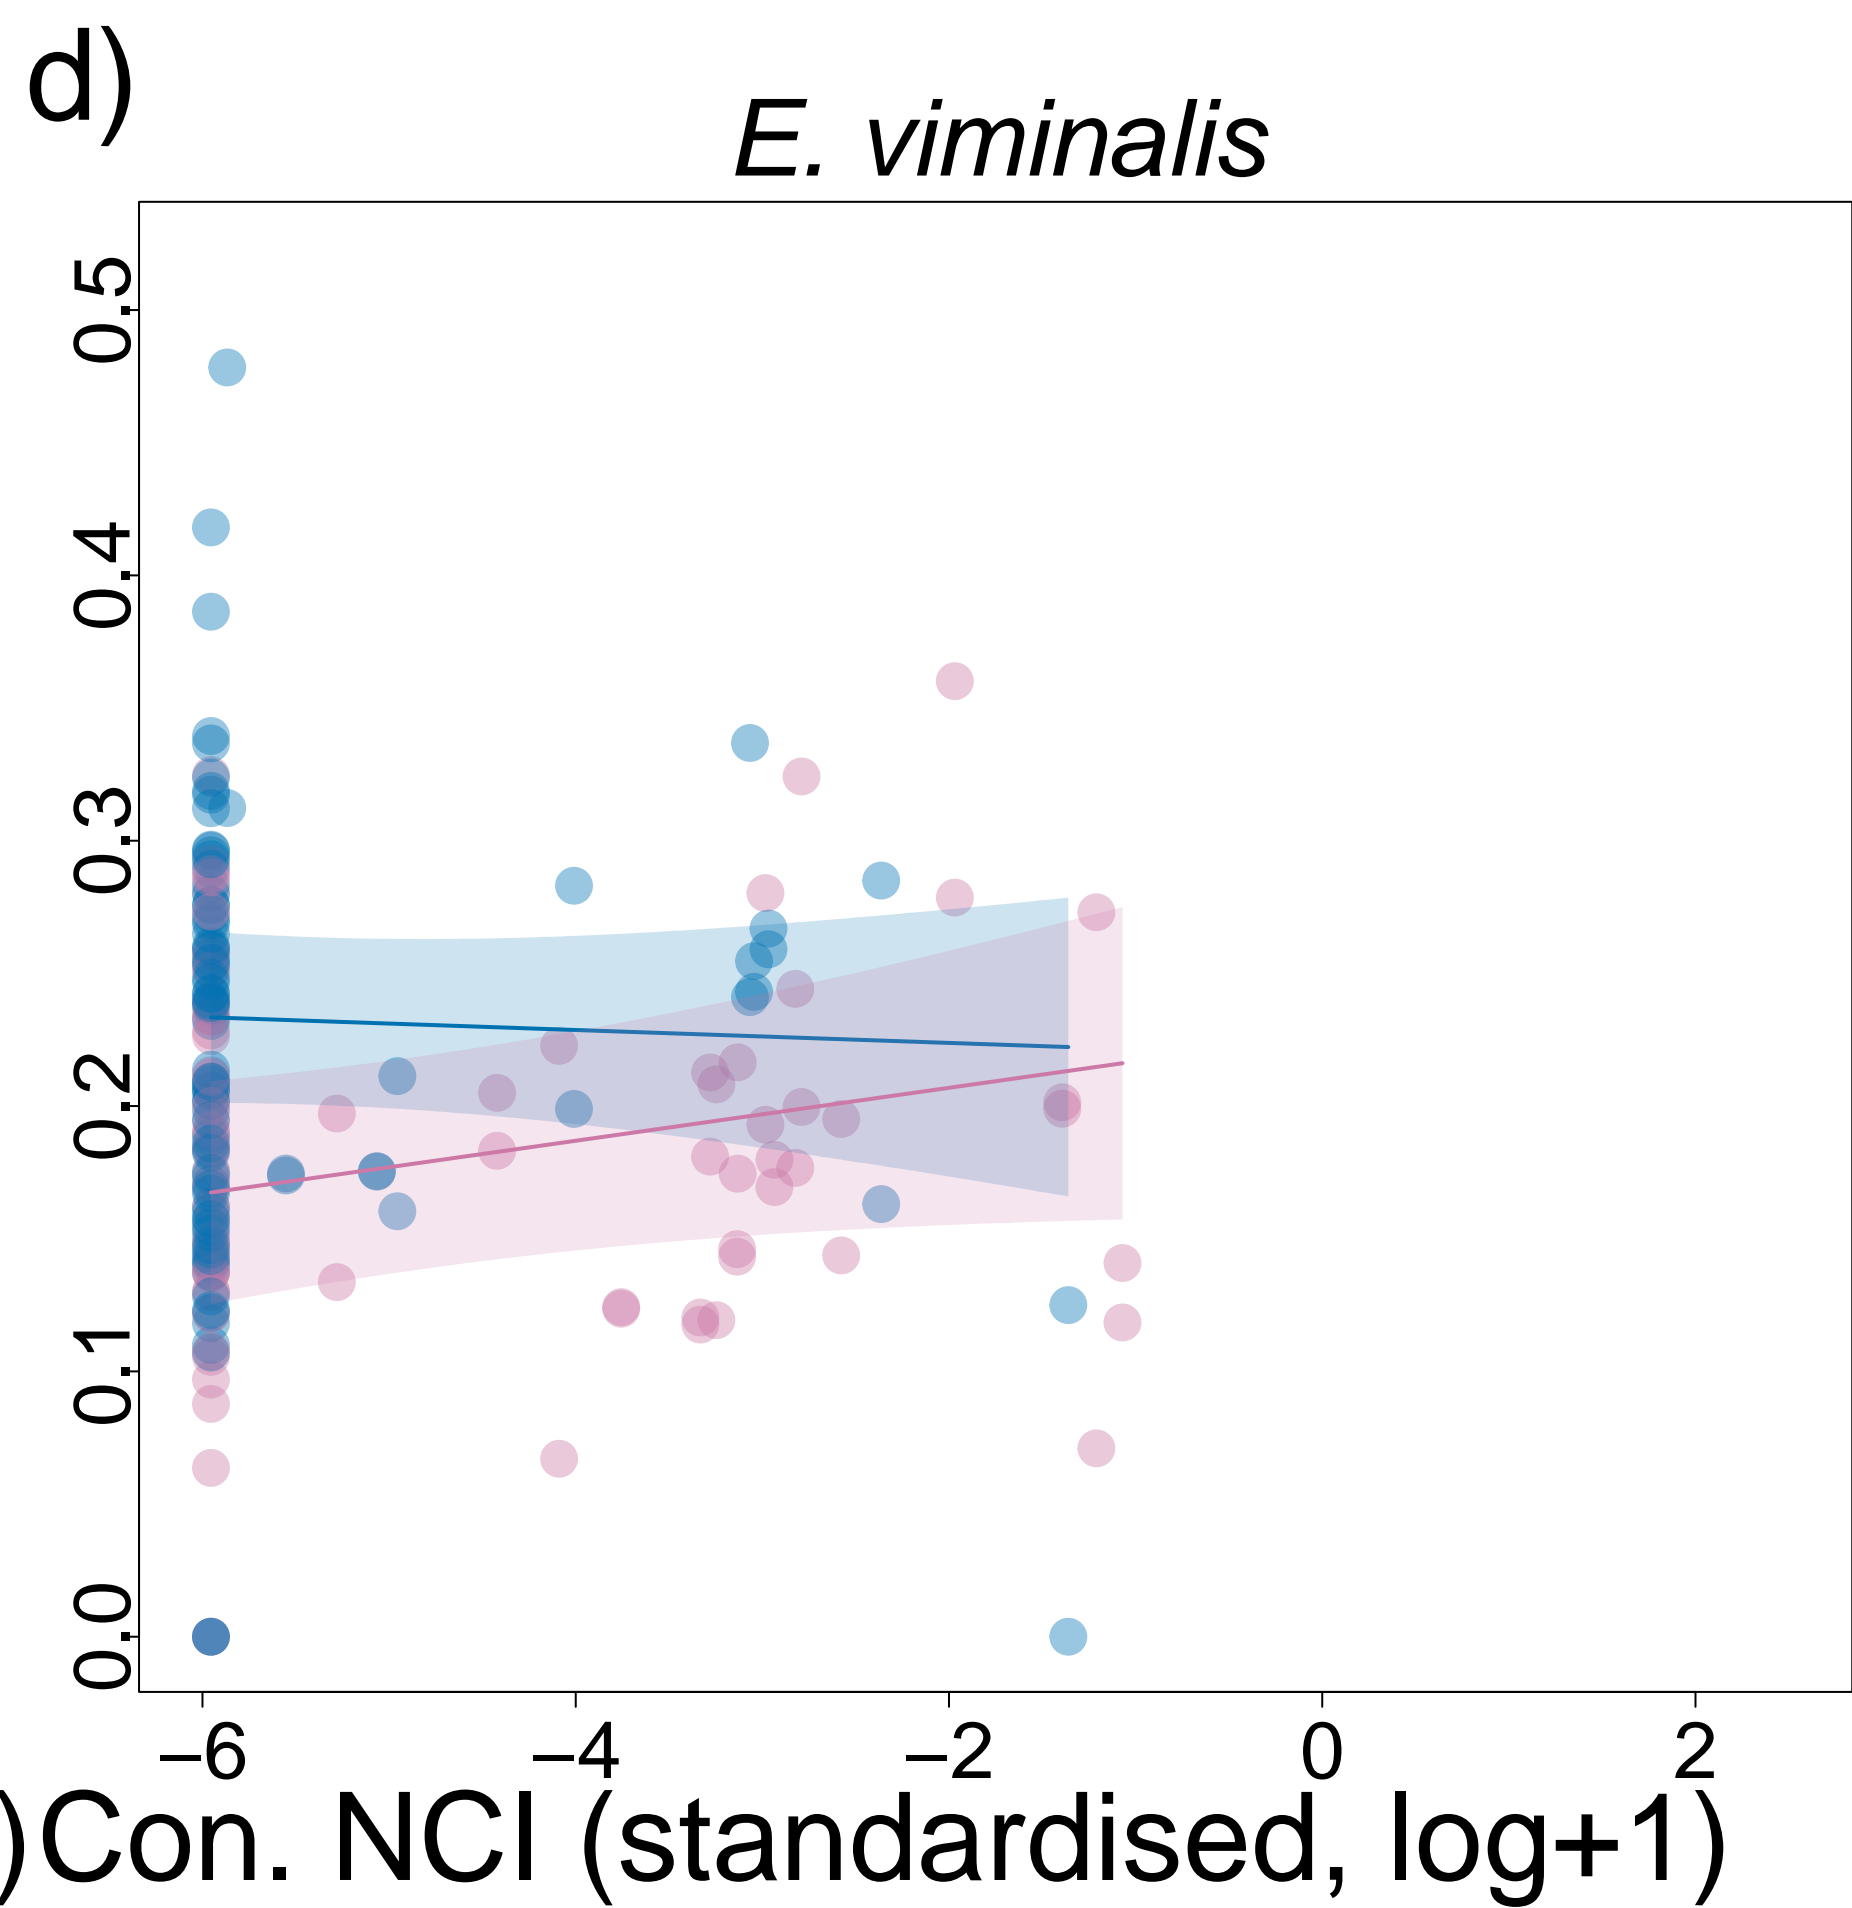 d)
E. viminalis
0.5
0.4
0.3
0.2
0.1
0.0
–6 –4 –2 0 2
)Con. NCI (standardised, log+1)